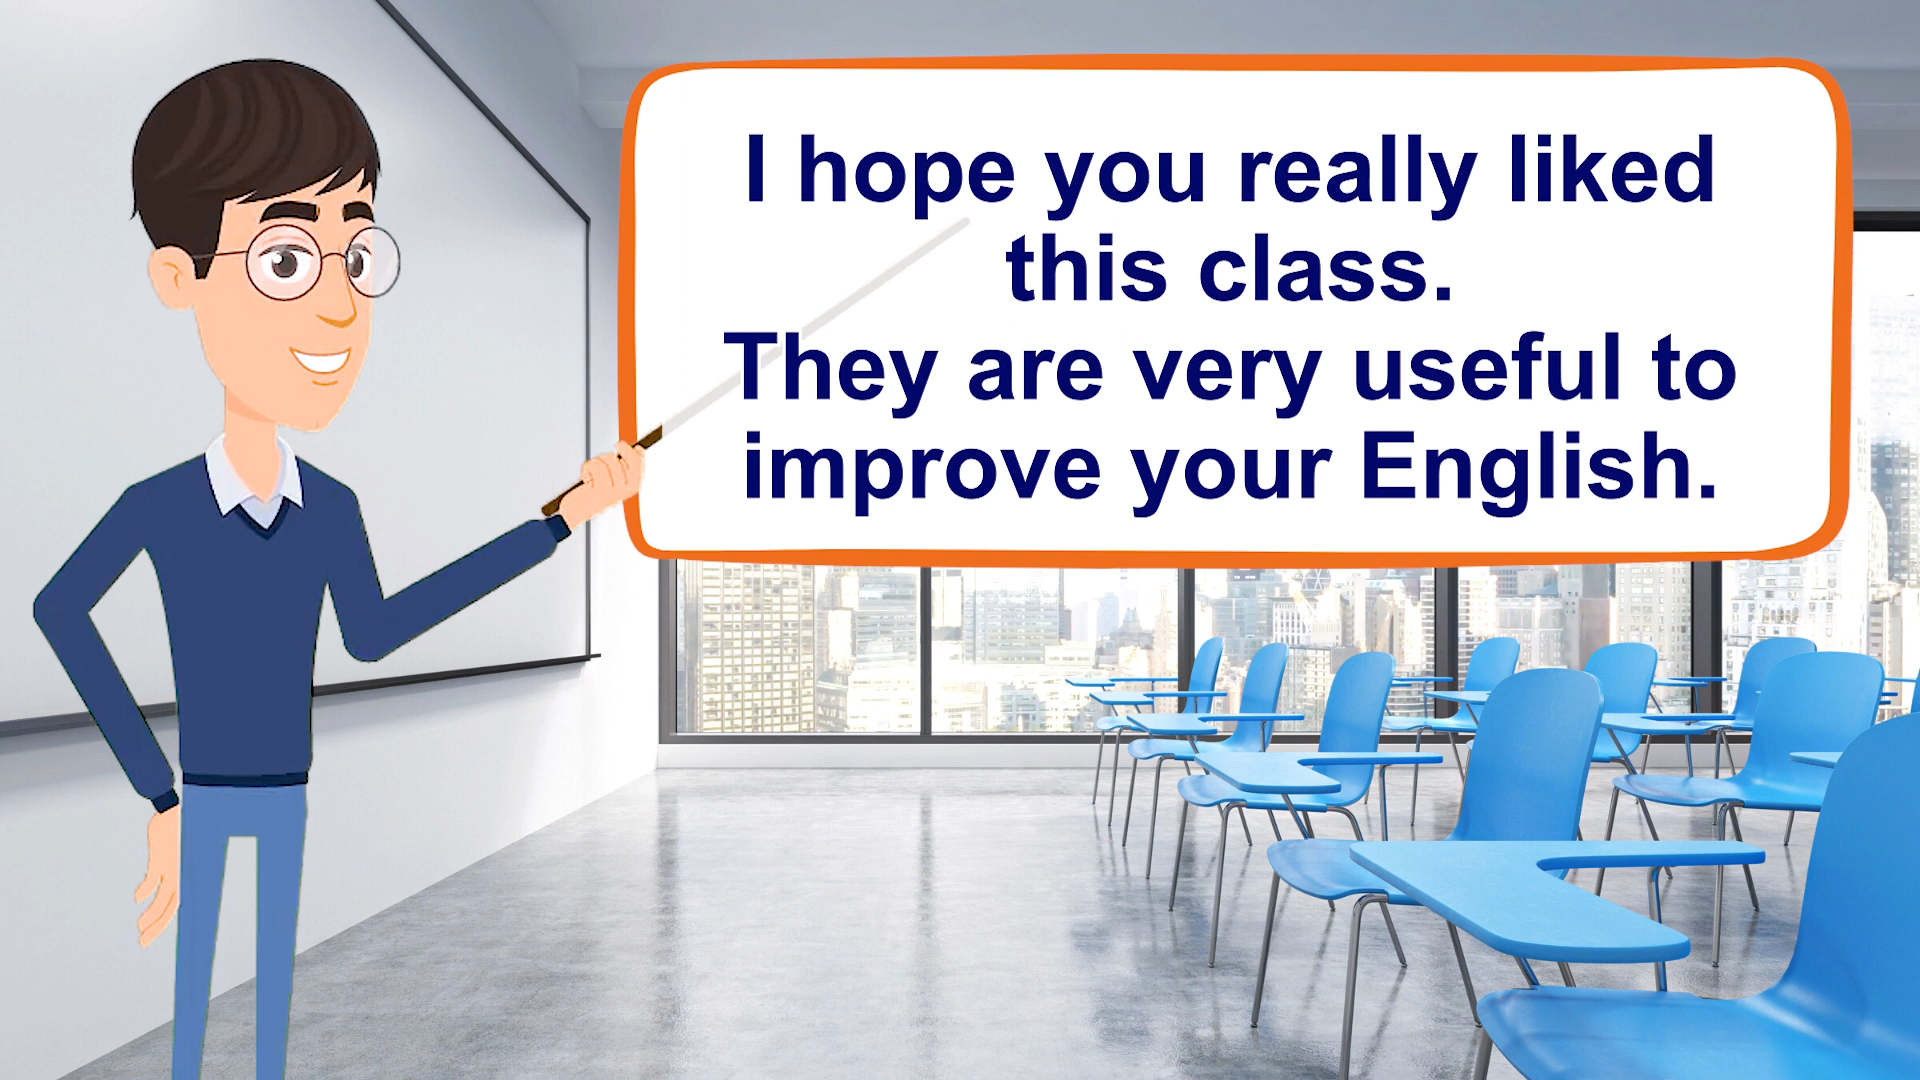 I hope you really liked
this class.
They are very useful to
improve your English.